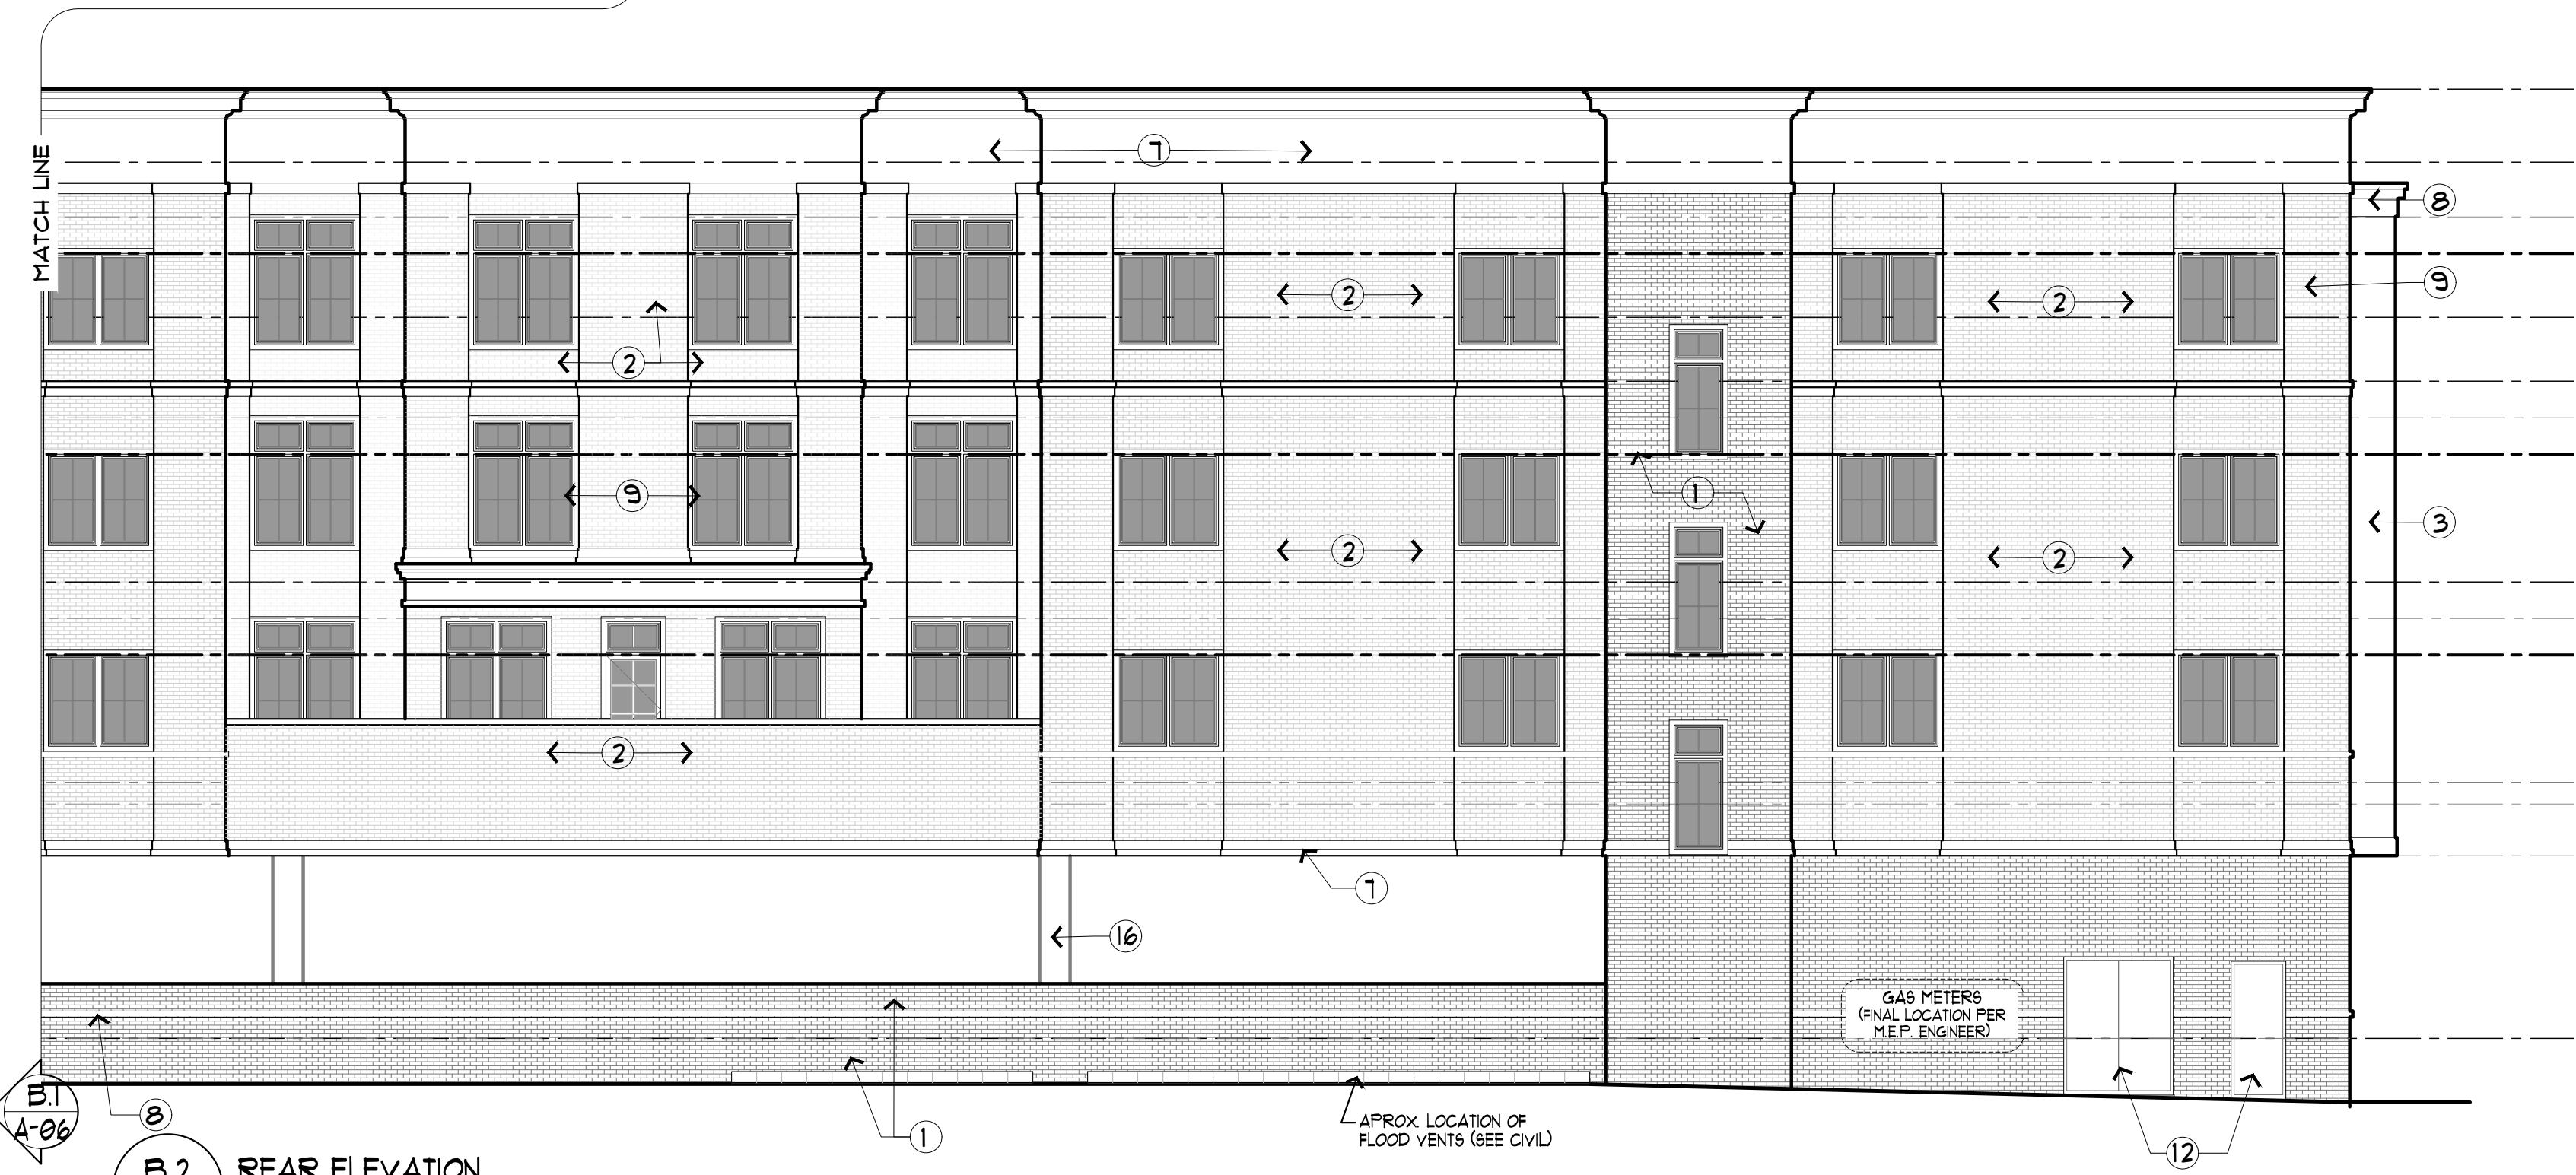 MATCH LINE
7
8
9
2
2
2
2
9
1
3
2
2
2
7
16
GAS METERS
(FINAL LOCATION PER
M.E.P. ENGINEER)
B.1
A-06
8
1
APROX. LOCATION OF
FLOOD VENTS (SEE CIVIL)
12
B.2
REAR ELEVATION